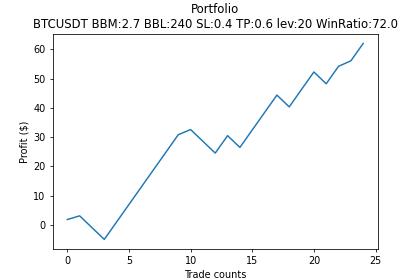 Portfolio
BTCUSDT BBM:2.7 BBL:240 SL:0.4 TP:0.6 lev:20 WinRatio:72.0
60
50
40
30
20
10
0
Profit ($)
0 5 10 15 20 25
Trade counts